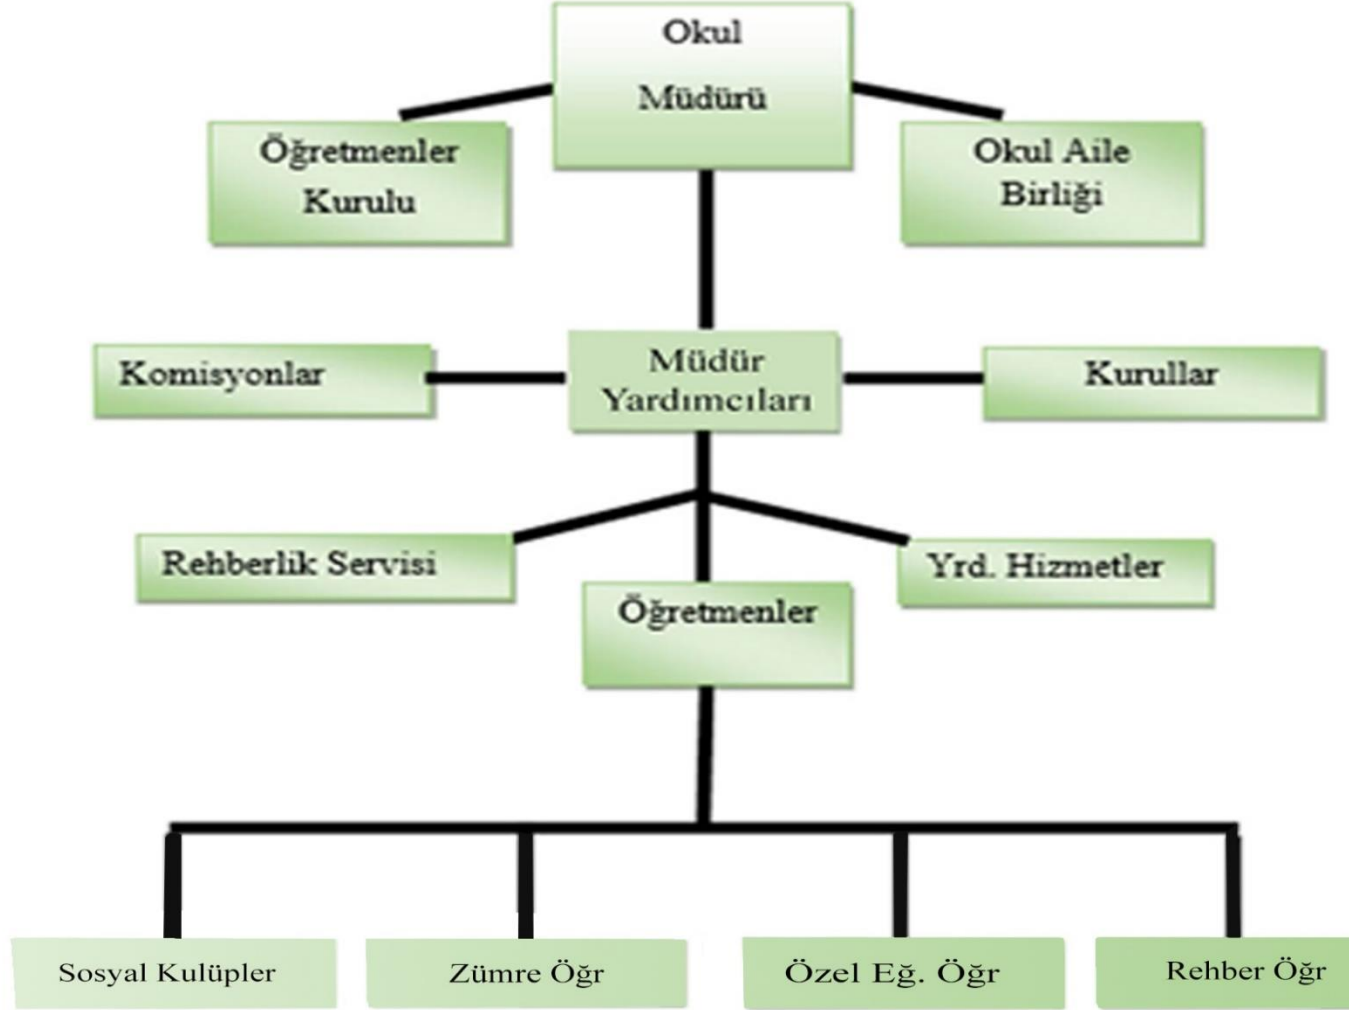 Okul
Müdürü
Öğretmenler
Kurulu
Okul Aile
Birliği
Komisyonlar
Müdür
Yardımcıları
Kurullar
Rehberlik Servisi
Yrd. Hizmetler
Öğretmenler
Sosyal Kulüpler
Zümre Öğr
Özel Eğ. Öğr
Rehber Öğr